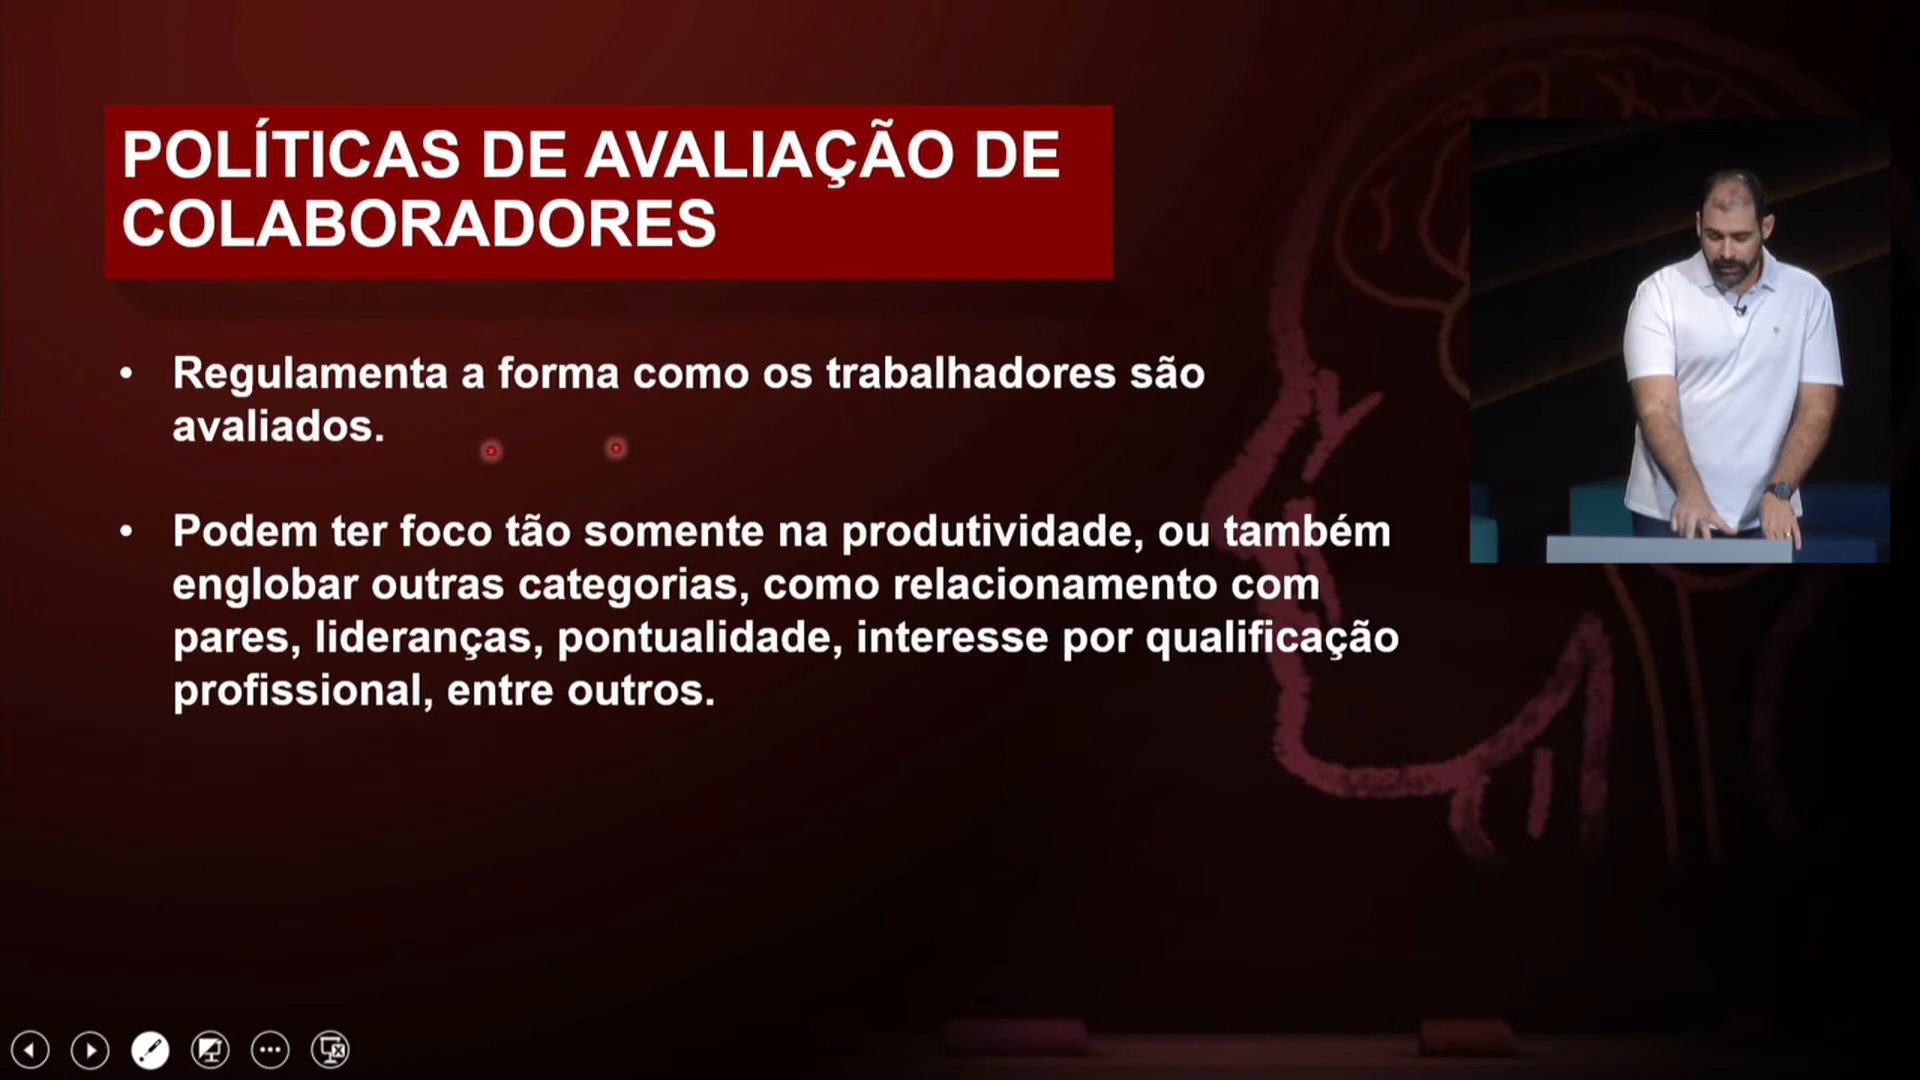 POLÍTICAS DE AVALIAÇÃO DE
COLABORADORES
• Regulamenta a forma como os trabalhadores são
avaliados.
• Podem ter foco tão somente na produtividade, ou também
englobar outras categorias, como relacionamento com
pares, lideranças, pontualidade, interesse por qualificação
profissional, entre outros.